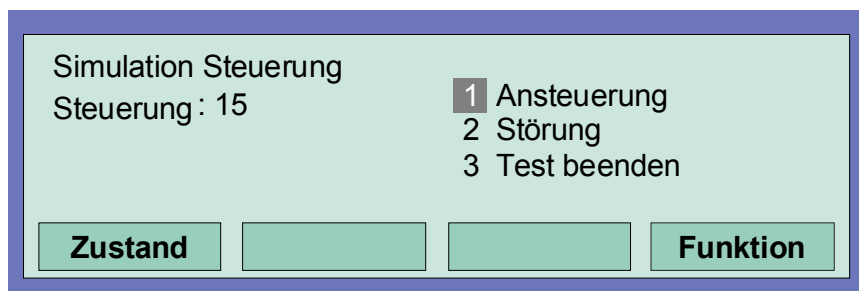 Simulation Steuerung
Steuerung : 15
1 Ansteuerung
2 Störung
3 Test beenden
Zustand
Funktion